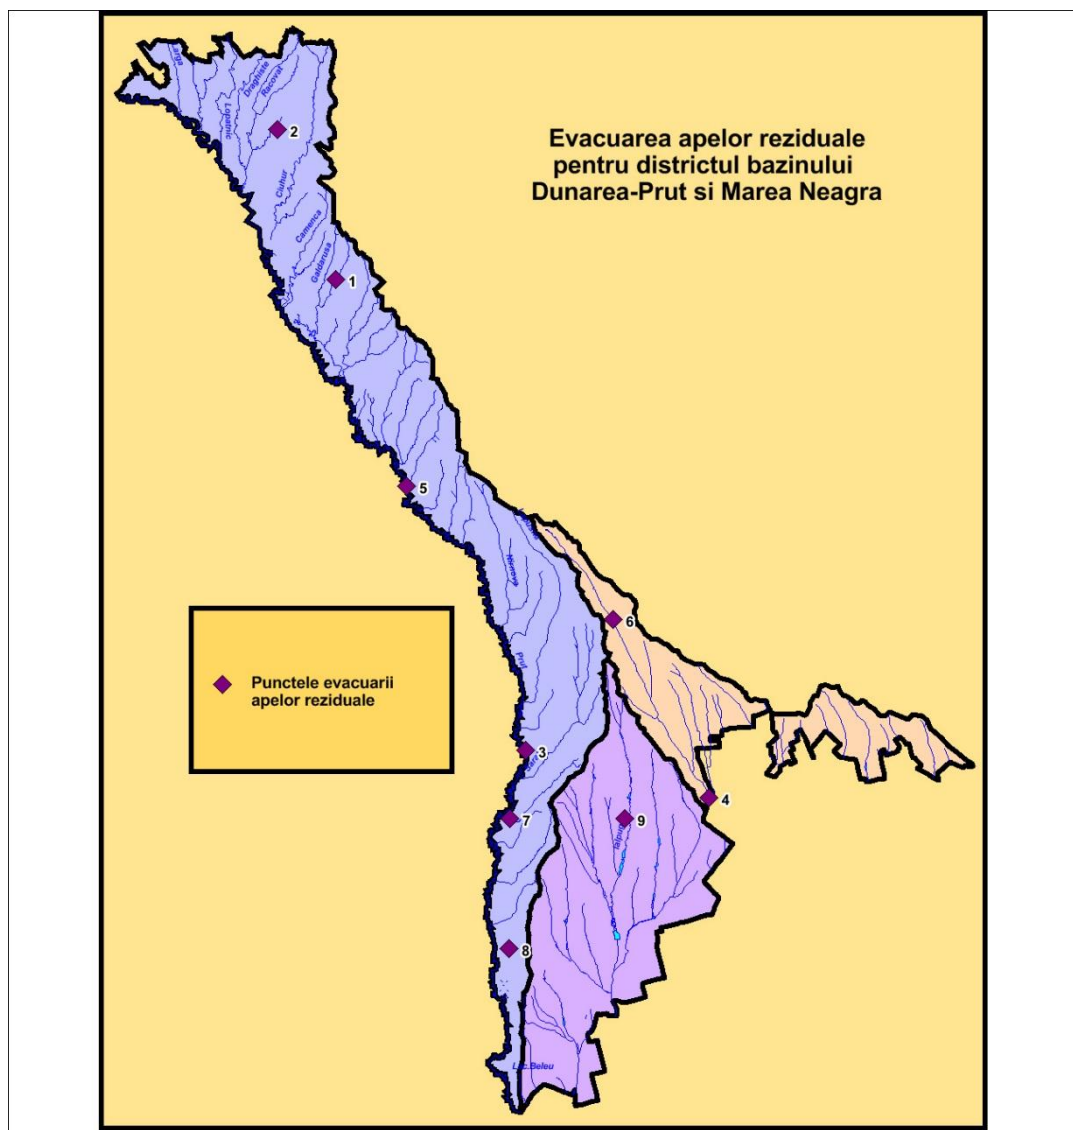 Evacuarea apelor reziduale
pentru districtul bazinului
Dunarea-Prut si Marea Neagra
Draghiste
Racovat
Lopatnic
2
Ciuhur
Camenca
Galdarusa
1
5
6
Prut
Punctele evacuarii
apelor reziduale
3
4
7
9
8
Lac.Beleu